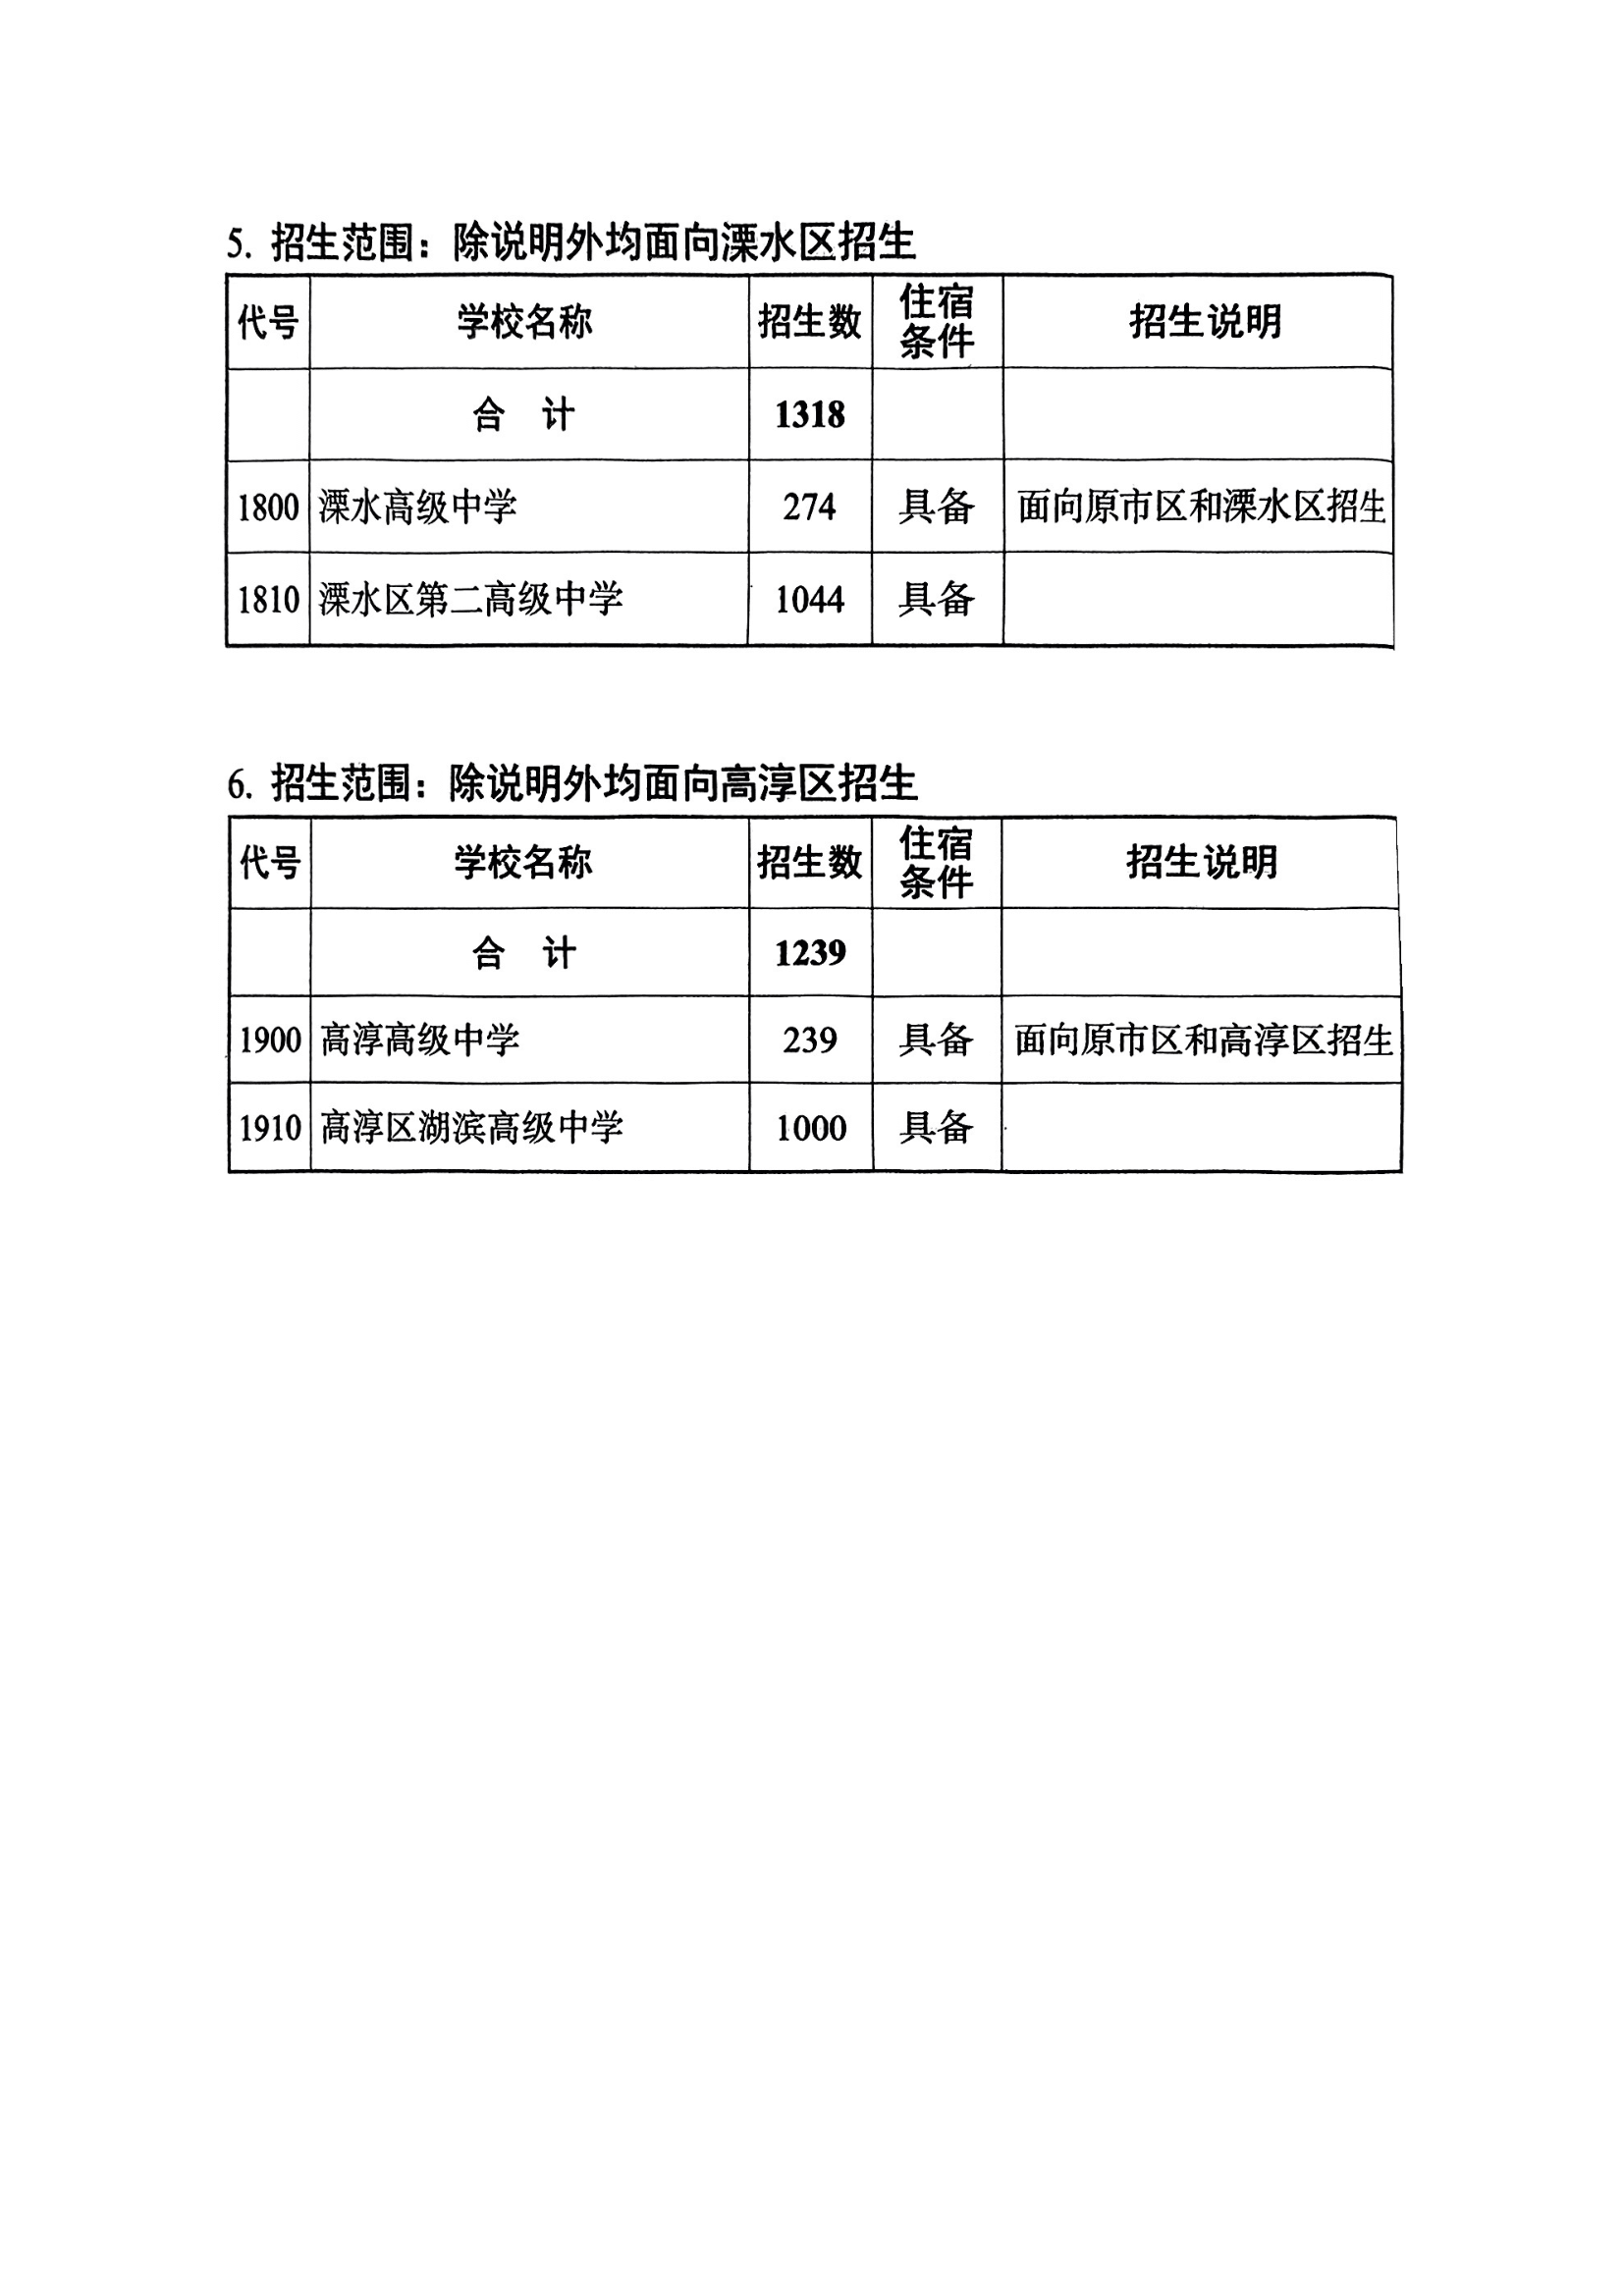 5. 招生范围：除说明外均面向溧水区招生
代号 学校名称 招生数 住宿条件 招生说明
合 计 1318
1800 溧水高级中学 274 具备 面向原市区和溧水区招生
1810 溧水区第二高级中学 1044 具备
6. 招生范围：除说明外均面向高淳区招生
代号 学校名称 招生数 住宿条件 招生说明
合 计 1239
1900 高淳高级中学 239 具备 面向原市区和高淳区招生
1910 高淳区湖滨高级中学 1000 具备